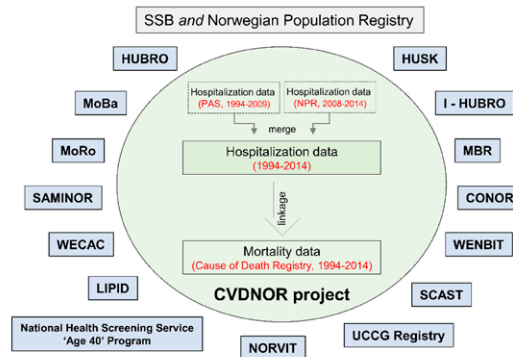 SSB and Norwegian Population Registry
HUBRO
HUSK
MoBa
I - HUBRO
Hospitalization data
(PAS, 1994-2009)
Hospitalization data
(NPR, 2008-2014)
merge
MoRo
MBR
Hospitalization data
(1994-2014)
SAMINOR
CONOR
linkage
WECAC
WENBIT
Mortality data
(Cause of Death Registry, 1994-2014)
LIPID
SCAST
CVDNOR project
National Health Screening Service
'Age 40' Program
NORVIT
UCCG Registry